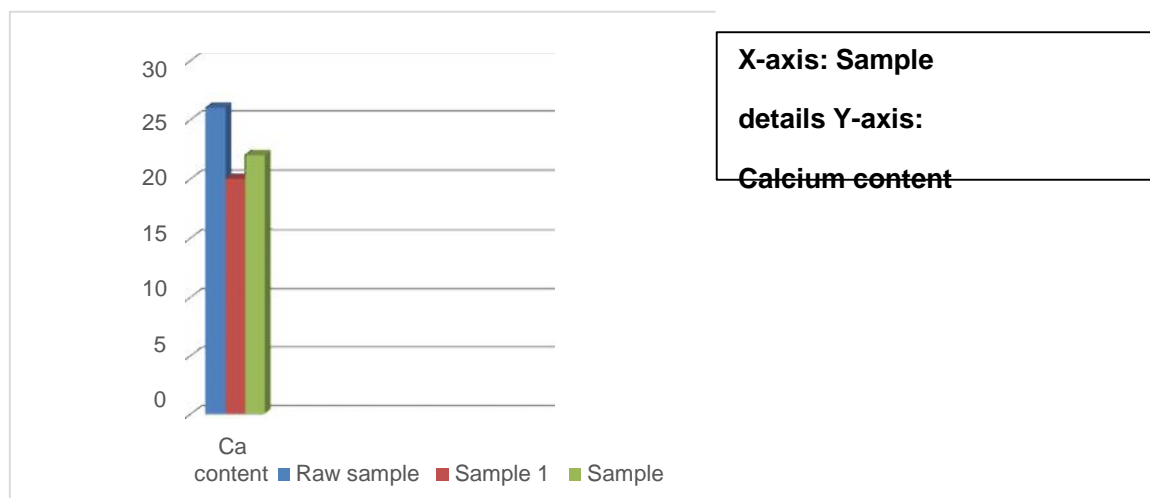 30
25
20
15
10
5
0
Ca
content
Raw sample
Sample 1
Sample
X-axis: Sample
details Y-axis:
Calcium content